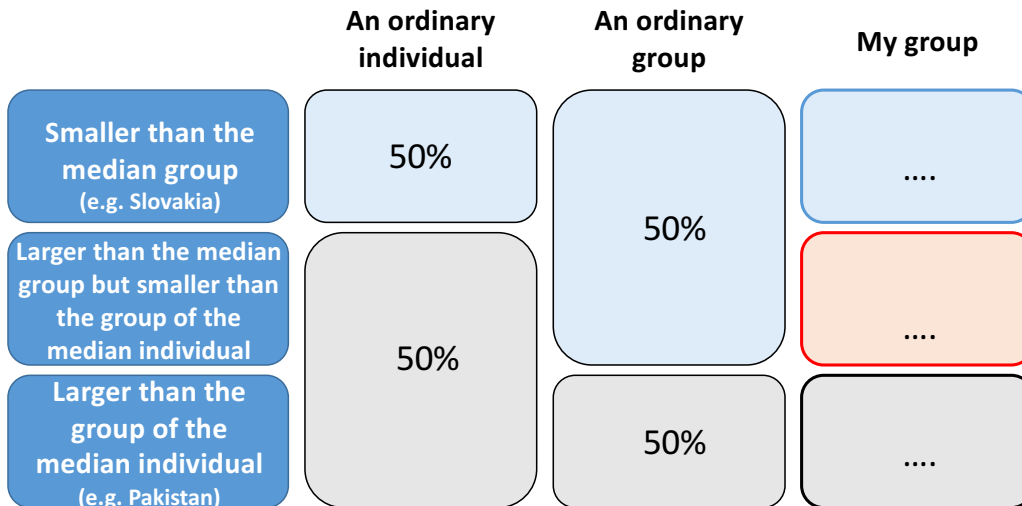 An ordinary
individual
An ordinary
group
My group
Smaller than the
median group
(e.g. Slovakia)
50%
50%
....
Larger than the median
group but smaller than
the group of the
median individual
50%
....
Larger than the
group of the
median individual
(e.g. Pakistan)
50%
....